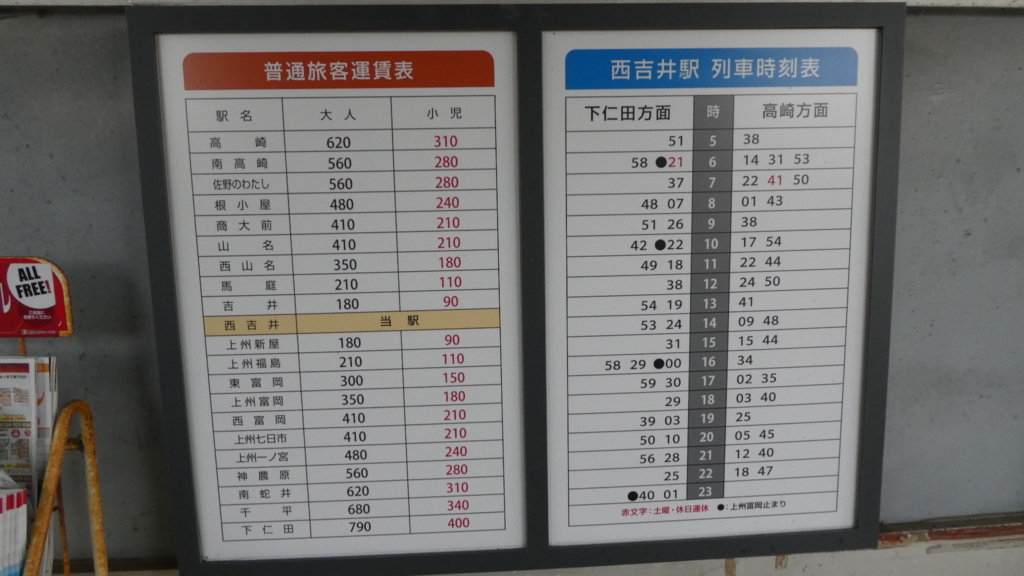 普通旅客運賃表
駅名 大人 小児
高崎 620 310
南高崎 560 280
佐野のわたし 560 280
根小屋 480 240
商大前 410 210
山名 410 210
西山名 350 180
馬庭 210 110
吉井 180 90
西吉井 当駅
上州新屋 180 90
上州福島 210 110
東富岡 300 150
上州富岡 350 180
西富岡 410 210
上州七日市 410 210
上州一ノ宮 480 240
神農原 560 280
南蛇井 620 310
千平 680 340
下仁田 790 400
西吉井駅 列車時刻表
下仁田方面 時 高崎方面
51 5 38
58 ●21 6 14 31 53
37 7 22 41 50
48 07 8 01 43
51 26 9 38
42 ●22 10 17 54
49 18 11 22 44
38 12 24 50
54 19 13 41
53 24 14 09 48
31 15 15 44
58 29 ●00 16 34
59 30 17 02 35
29 18 03 40
39 03 19 25
50 10 20 05 45
56 28 21 12 40
25 22 18 47
●40 01 23
赤文字：土曜・休日運休 ●：上州富岡止まり
ALL
FREE!